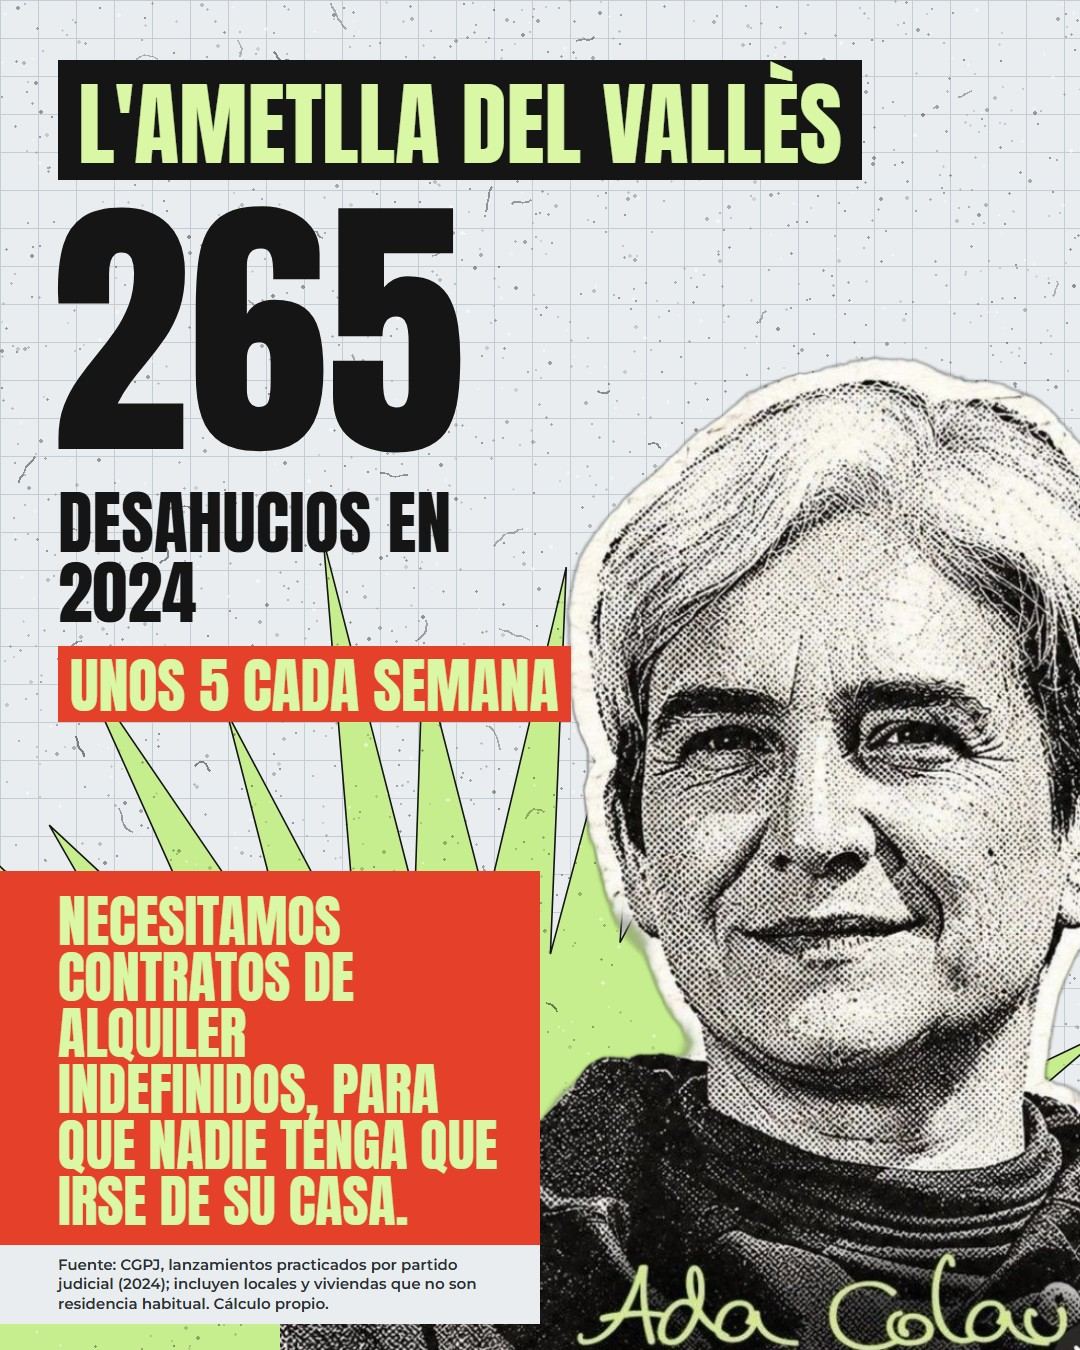 L'AMETLLA DEL VALLÈS
265
DESAHUCIOS EN
2024
UNOS 5 CADA SEMANA
NECESITAMOS
CONTRATOS DE
ALQUILER
INDEFINIDOS, PARA
QUE NADIE TENGA QUE
IRSE DE SU CASA.
Fuente: CGPJ, lanzamientos practicados por partido
judicial (2024); incluyen locales y viviendas que no son
residencia habitual. Cálculo propio.
Ada Colau